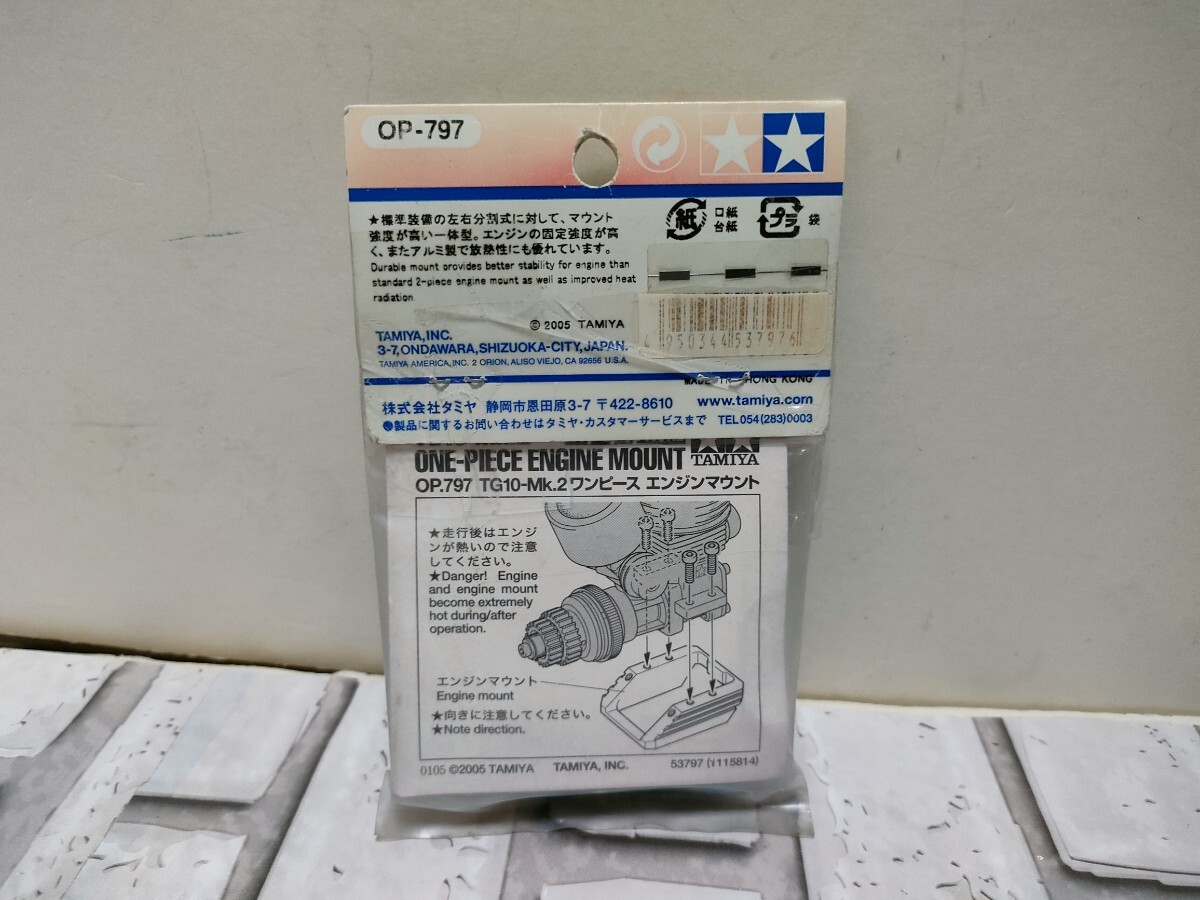 OP-797
★標準装備の左右分割式に対して、マウント
強度が高い一体型。エンジンの固定強度が高
く、またアルミ製で放熱性にも優れています。
Durable mount provides better stability for engine than
standard 2-piece engine mount as well as improved heat
radiation
© 2005 TAMIYA
紙
口紙
台紙
プラ
袋
4 950344 537976
TAMIYA, INC.
3-7, ONDAWARA, SHIZUOKA-CITY, JAPAN.
TAMIYA AMERICA, INC. 2 ORION, ALISO VIEJO, CA 92656 U.S.A.
MADE IN HONG KONG
株式会社タミヤ 静岡市恩田原3-7 〒422-8610 www.tamiya.com
製品に関するお問い合わせはタミヤ・カスタマーサービスまで TEL 054 (283) 0003
ONE-PIECE ENGINE MOUNT TAMIYA
OP.797 TG10-Mk.2 ワンピース エンジンマウント
★走行後はエンジ
ンが熱いので注意
してください。
★Danger! Engine
and engine mount
become extremely
hot during/after
operation.
エンジンマウント
Engine mount
★向きに注意してください。
★Note direction.
0105 ©2005 TAMIYA TAMIYA, INC. 53797 (1115814)